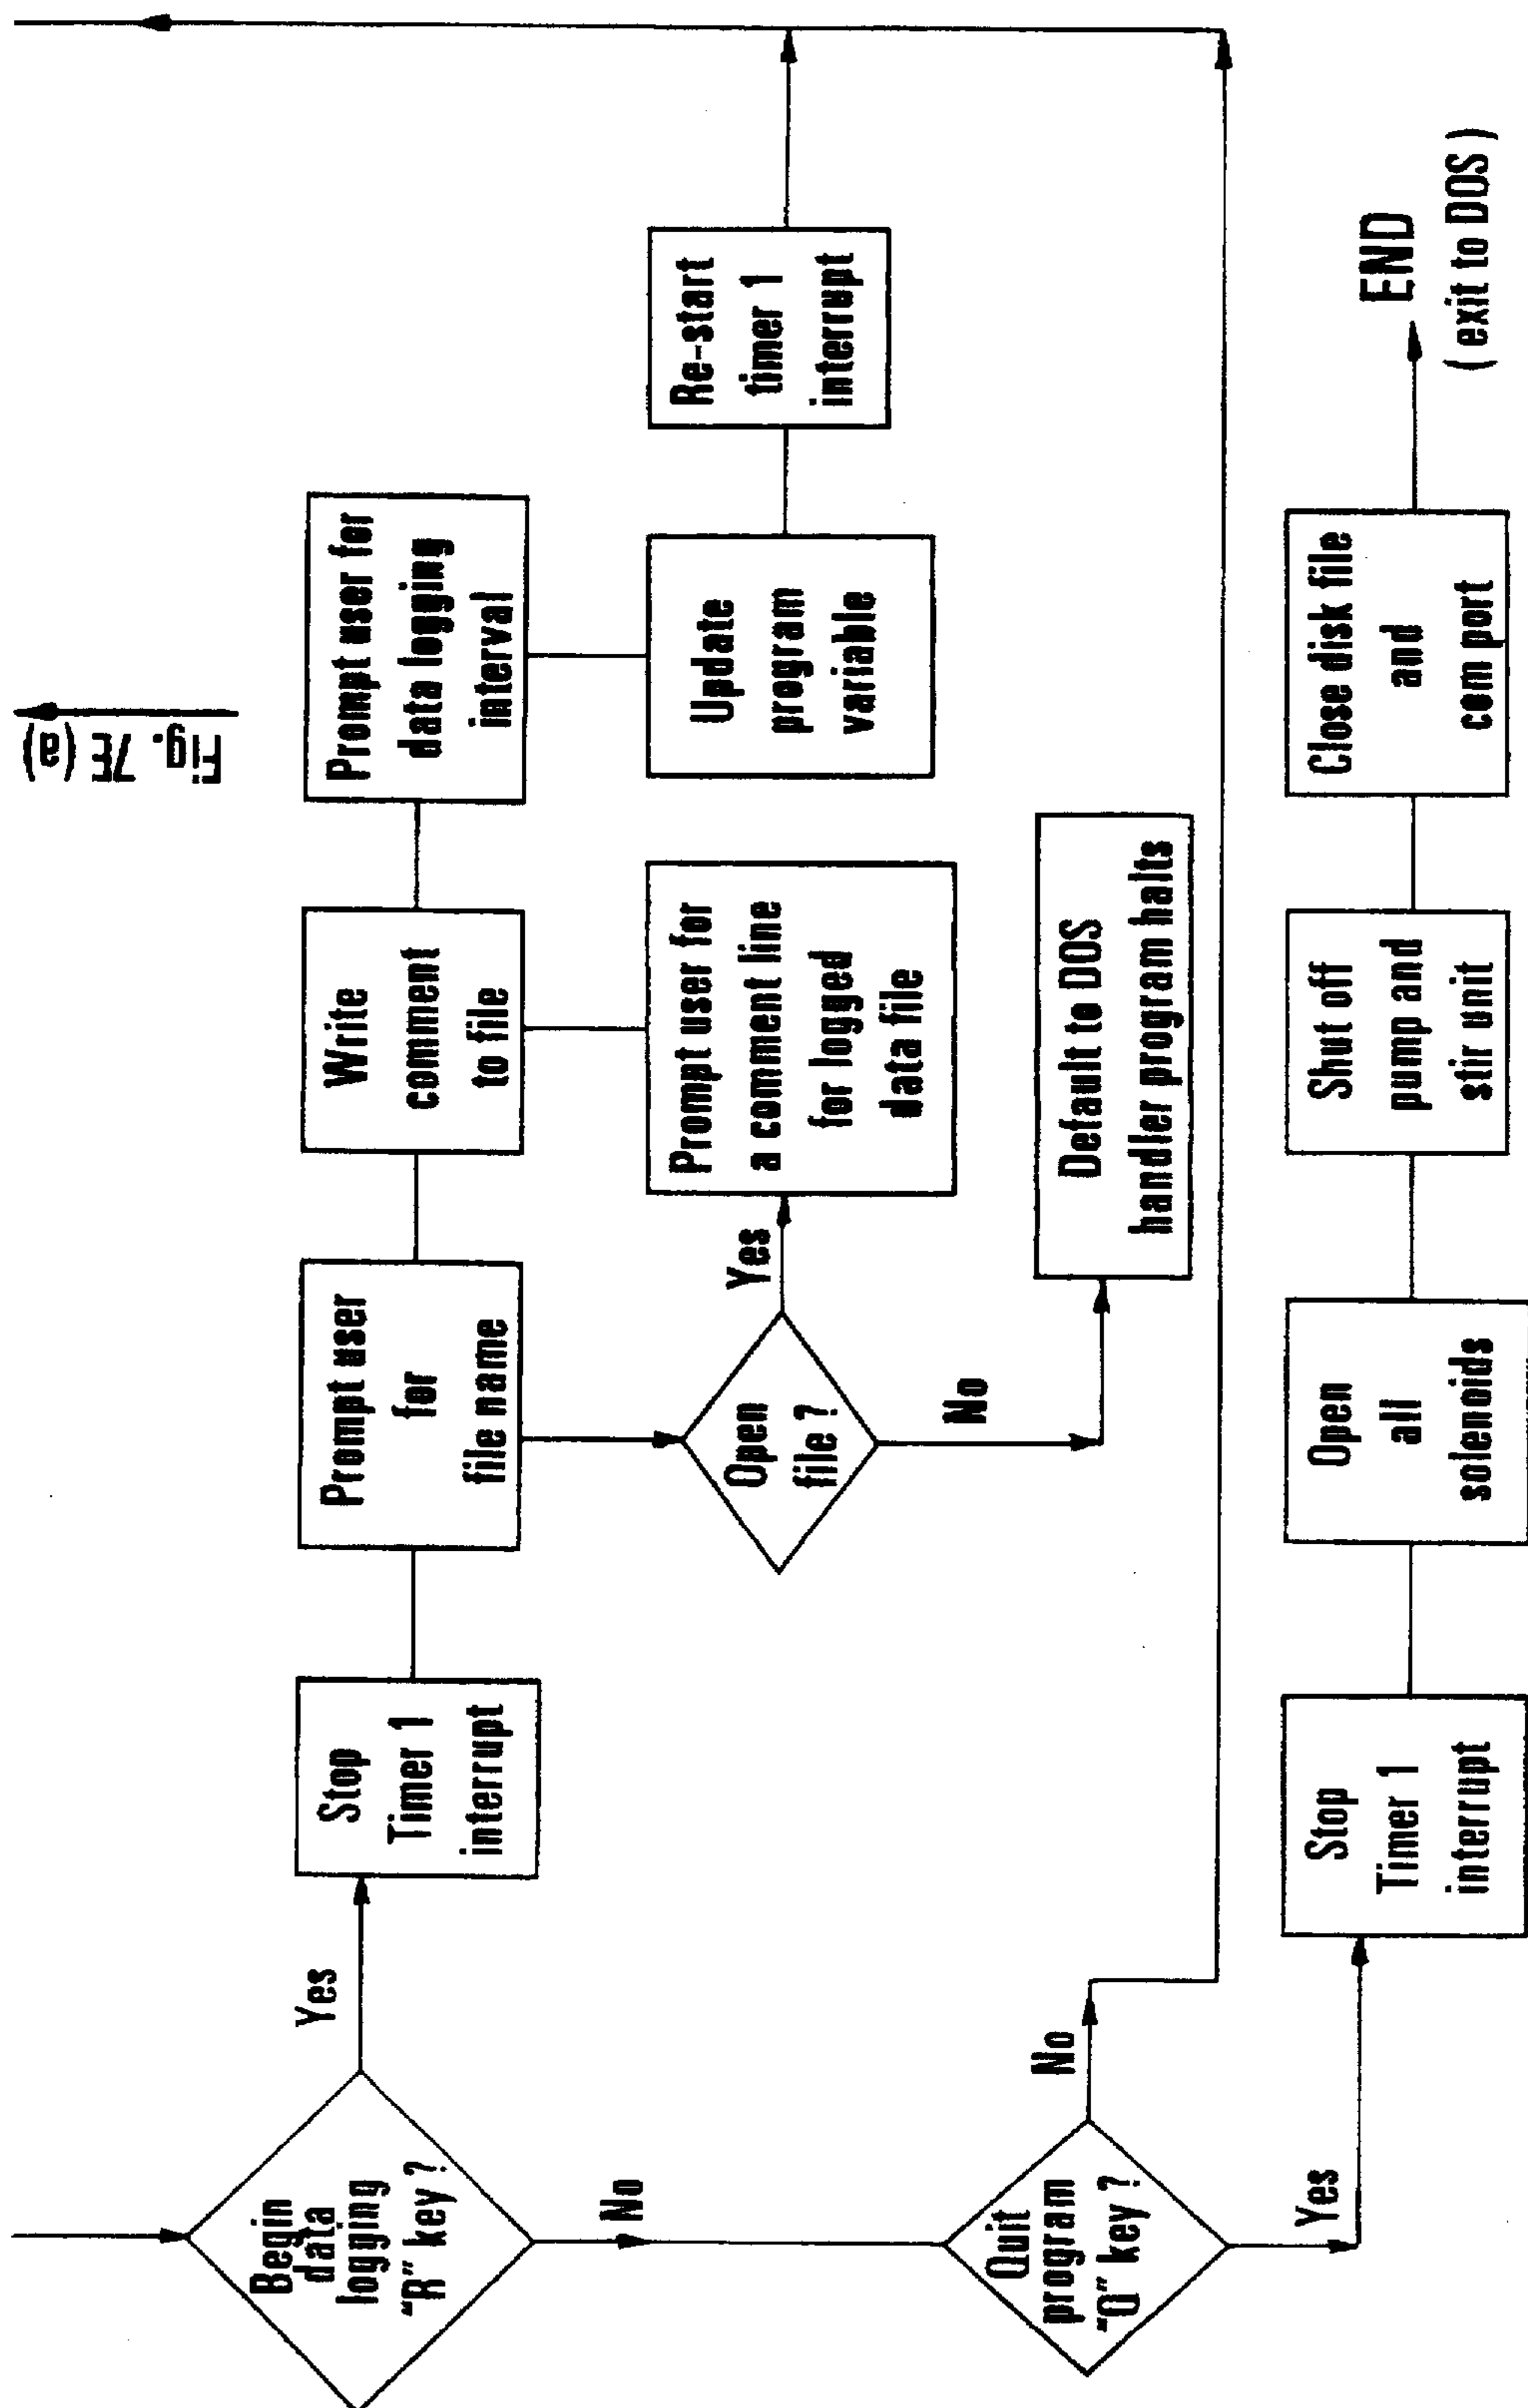 Fig. 7E (a)
Begin
data
logging
"R" key ?
Yes
No
Stop
Timer 1
interrupt
Prompt user
for
file name
Write
comment
to file
Prompt user for
data logging
interval
Open
file ?
Yes
No
Prompt user for
a comment line
for logged
data file
Update
program
variable
Re-start
timer 1
interrupt
Default to DOS
handler program halts
Quit
program
"Q" key ?
No
Yes
Stop
Timer 1
interrupt
Open
all
solenoids
Shut off
pump and
stir unit
Close disk file
and
com port
END
( exit to DOS )